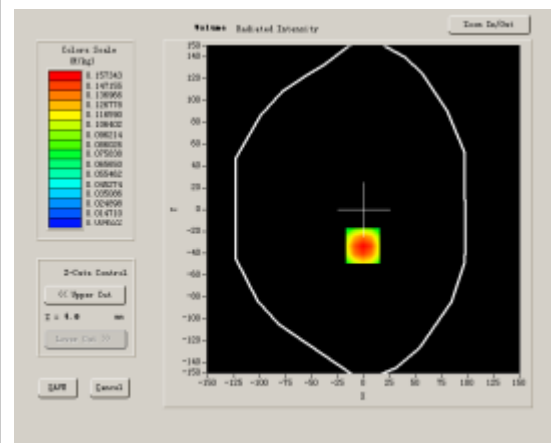 Volume Radiated Intensity
Zoom In/Out
Colors Scale
(W/kg)
0.157343
0.147155
0.136966
0.126778
0.116590
0.106402
0.096214
0.086026
0.075838
0.065650
0.055462
0.045274
0.035086
0.024898
0.014710
Z-Cuts Control
<< Upper Cut
Z = 4.0 mm
Lower Cut >>
SAVE
Cancel
150
140
120
100
80
60
40
20
Y
0
-20
-40
-60
-80
-100
-120
-140
-150
-150 -125 -100 -75 -50 -25 0 25 50 75 100 125 150
X